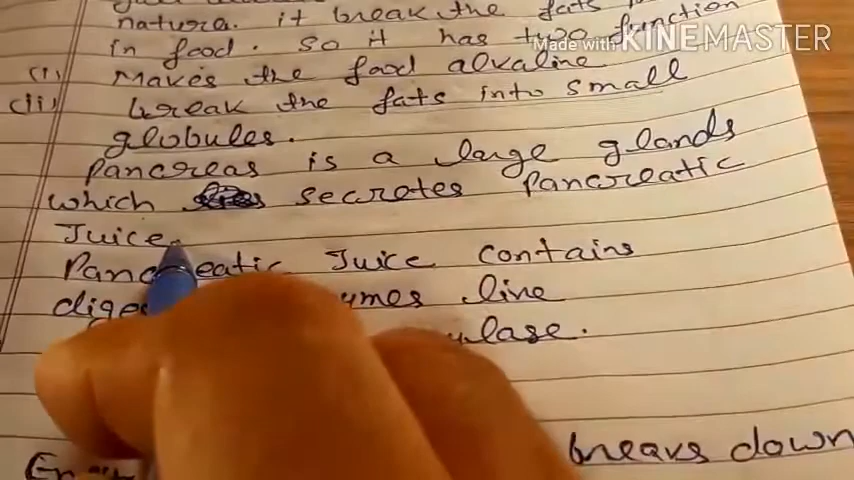 nature. it break the fats
in food. so it has two function
Made with KINEMASTER
(i) Makes the food alkaline
(ii) break the fats into small
globules.
Pancreas is a large glands
which secretes Pancreatic
Juice.
Pancreatic Juice contains
line
breaks down